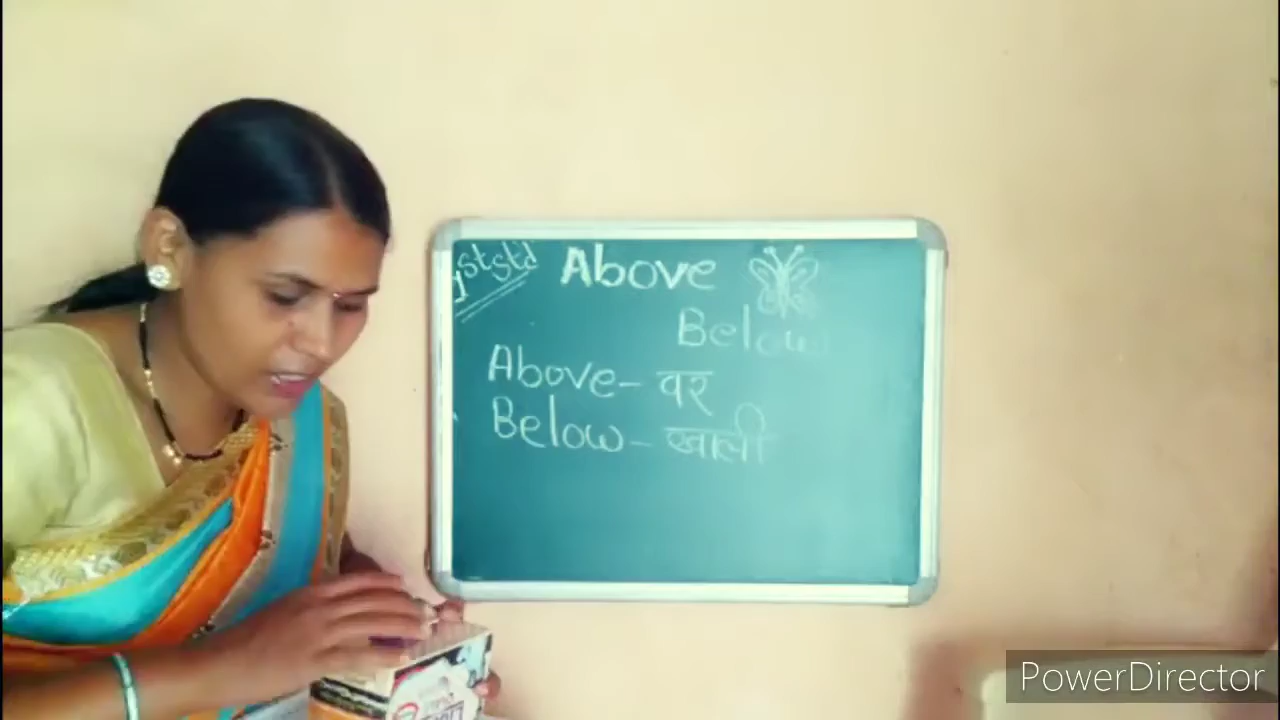 1st std
Above
Below
Above - वर
Below - खाली
PowerDirector